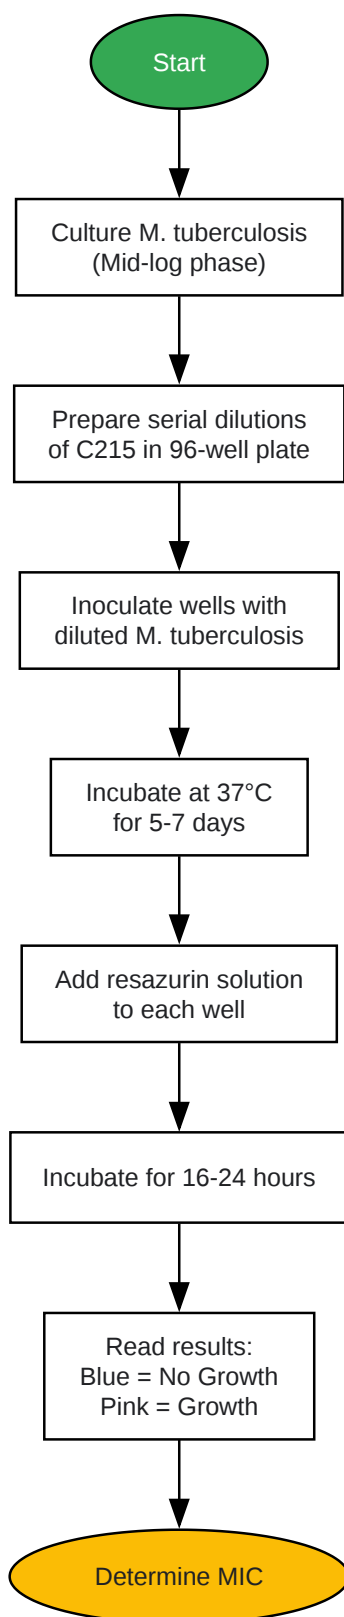 Start
Culture M. tuberculosis
(Mid-log phase)
Prepare serial dilutions
of C215 in 96-well plate
Inoculate wells with
diluted M. tuberculosis
Incubate at 37°C
for 5-7 days
Add resazurin solution
to each well
Incubate for 16-24 hours
Read results:
Blue = No Growth
Pink = Growth
Determine MIC